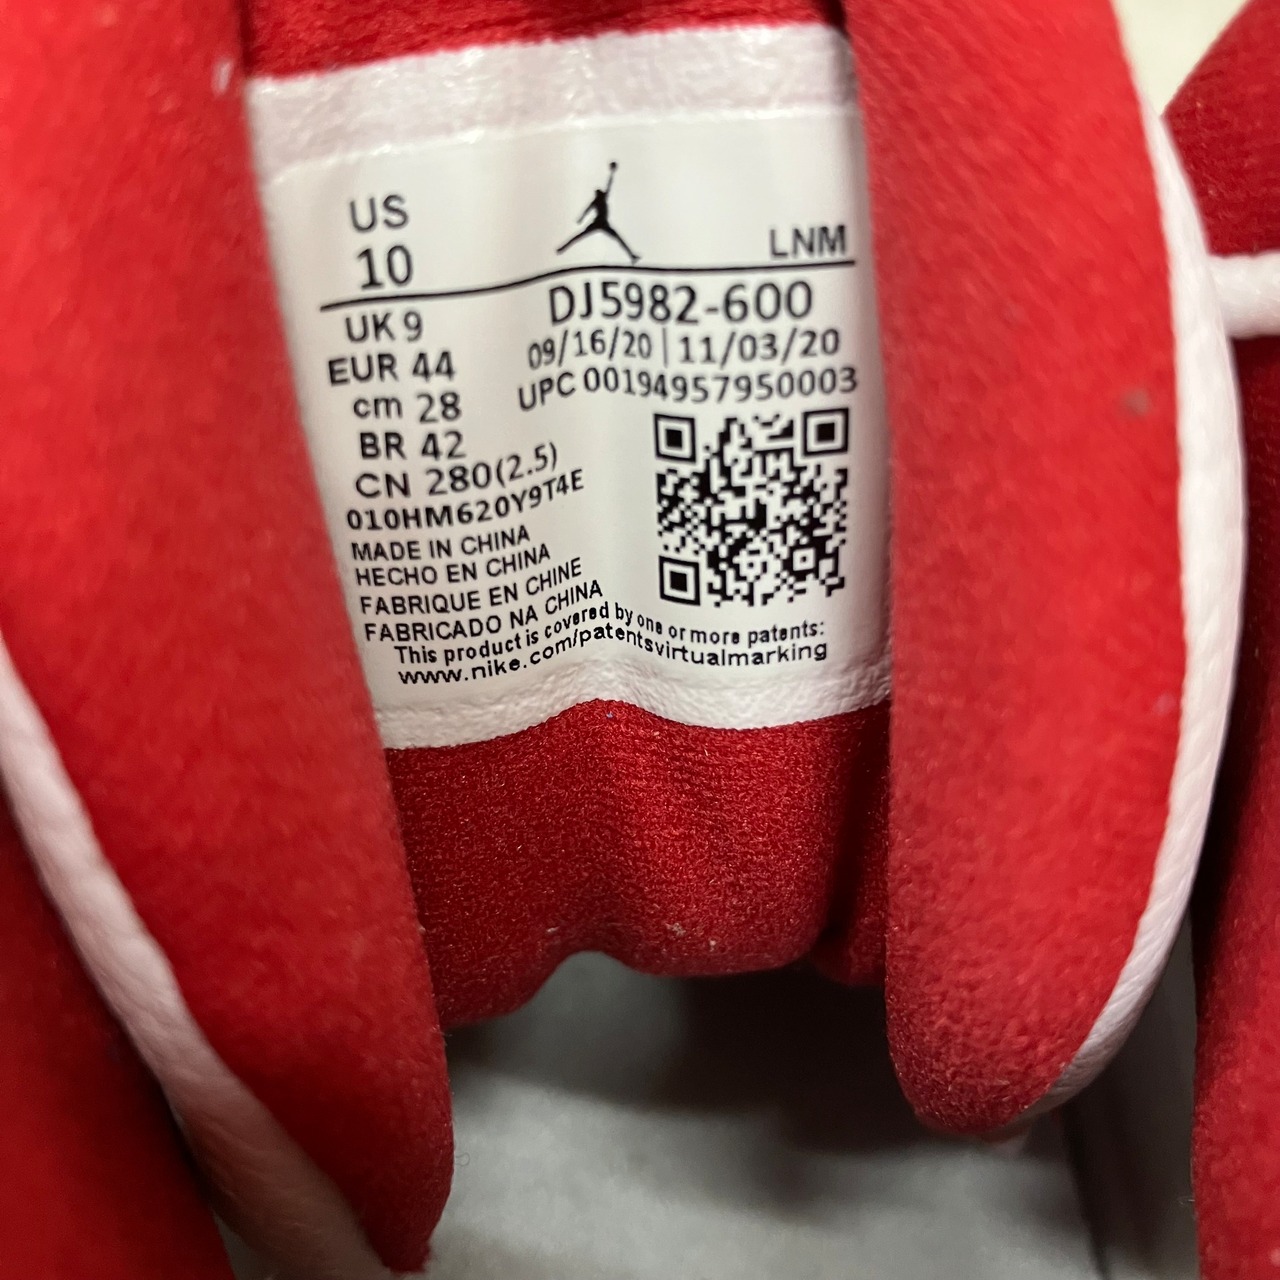 US
10
LNM
UK 9
EUR 44
cm 28
BR 42
CN 280(2.5)
DJ5982-600
09/16/20 | 11/03/20
UPC 00194957950003
010HM620Y9T4E
MADE IN CHINA
HECHO EN CHINA
FABRIQUE EN CHINE
FABRICADO NA CHINA
This product is covered by one or more patents:
www.nike.com/patentsvirtualmarking